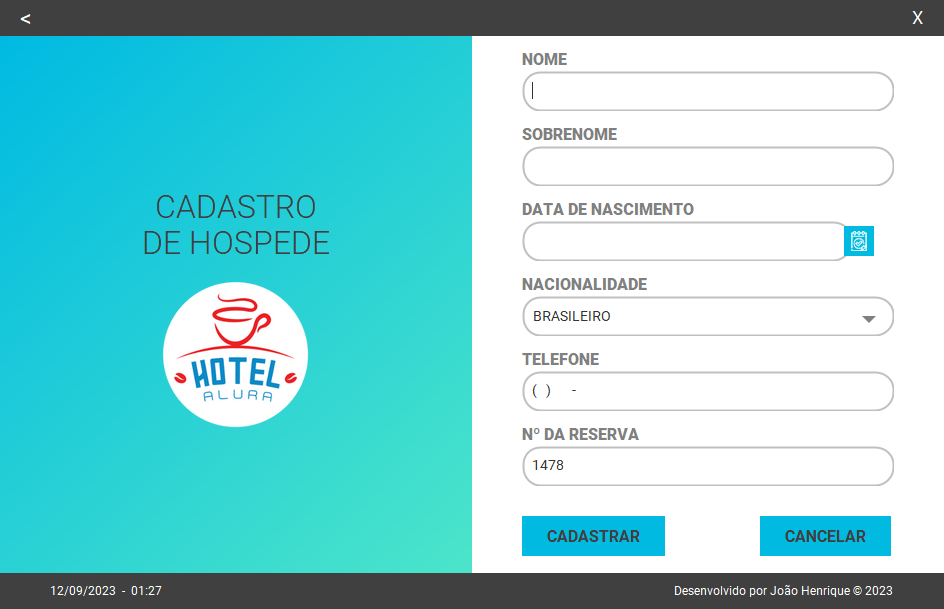 <
X
CADASTRO
DE HOSPEDE
HOTEL
ALURA
NOME
SOBRENOME
DATA DE NASCIMENTO
NACIONALIDADE
BRASILEIRO
TELEFONE
( ) -
Nº DA RESERVA
1478
CADASTRAR
CANCELAR
12/09/2023 - 01:27
Desenvolvido por João Henrique © 2023